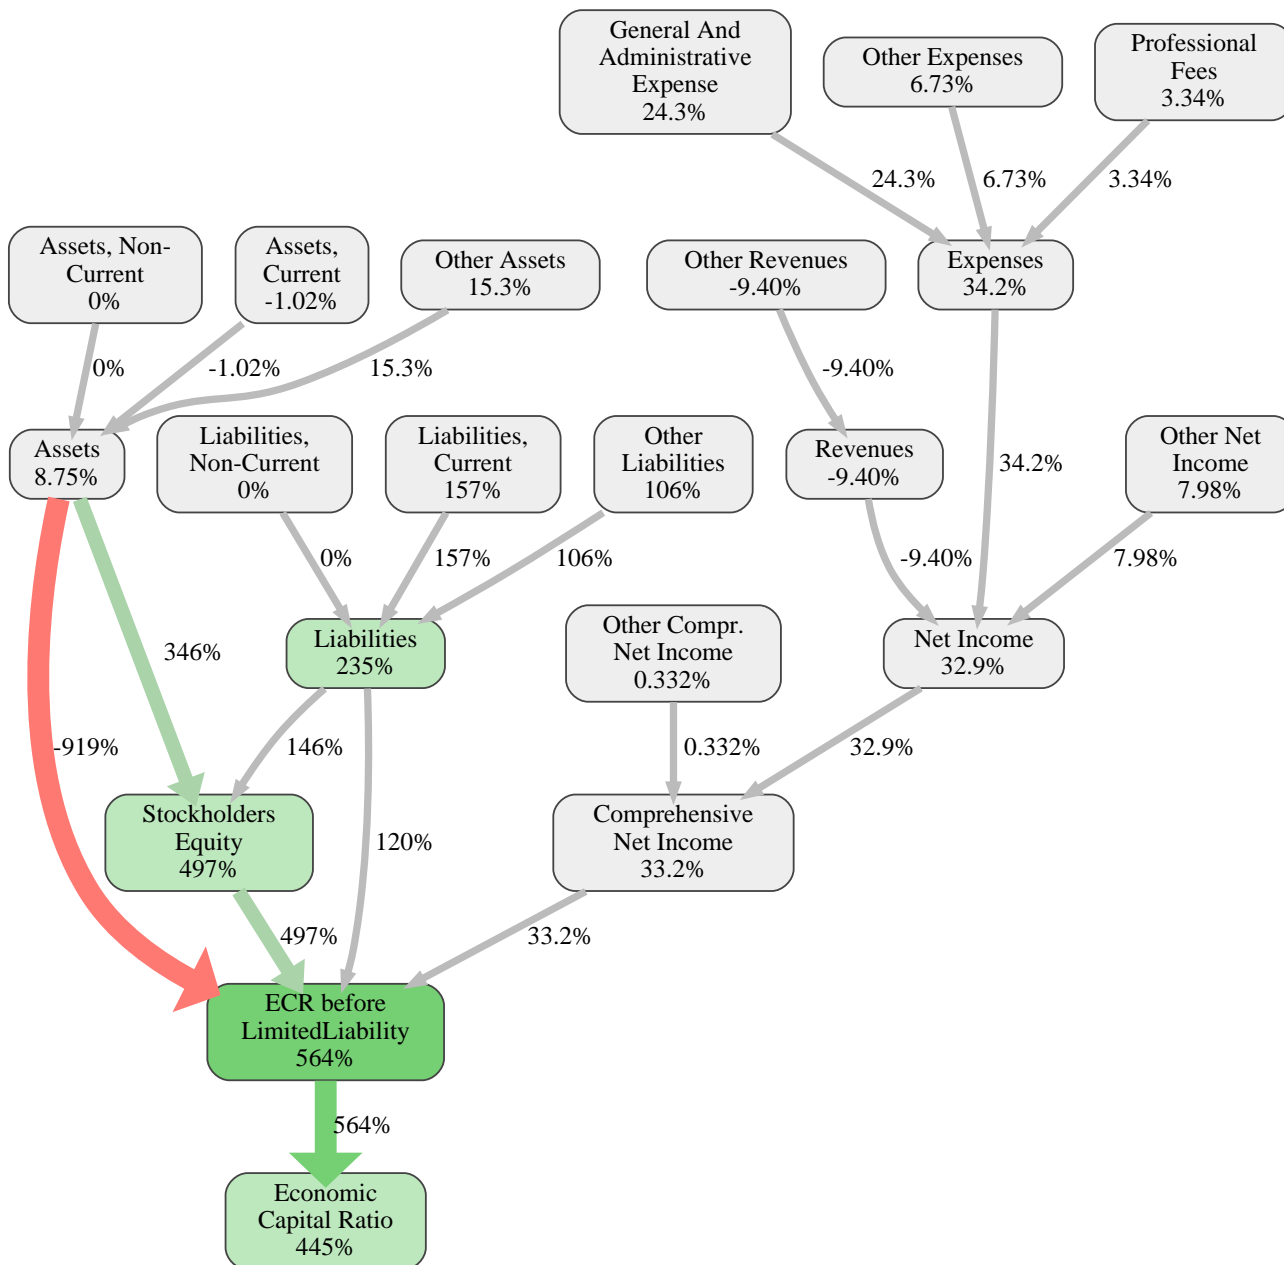 General And
Administrative
Expense
24.3%
Other Expenses
6.73%
Professional
Fees
3.34%
24.3%
6.73%
3.34%
Assets, Non-
Current
0%
Assets,
Current
-1.02%
Other Assets
15.3%
Other Revenues
-9.40%
Expenses
34.2%
0%
-1.02%
15.3%
-9.40%
Assets
8.75%
Liabilities,
Non-Current
0%
Liabilities,
Current
157%
Other
Liabilities
106%
Revenues
-9.40%
34.2%
Other Net
Income
7.98%
0%
157%
106%
-9.40%
7.98%
346%
Liabilities
235%
Other Compr.
Net Income
0.332%
Net Income
32.9%
-919%
146%
0.332%
32.9%
Stockholders
Equity
497%
120%
Comprehensive
Net Income
33.2%
497%
33.2%
ECR before
LimitedLiability
564%
564%
Economic
Capital Ratio
445%